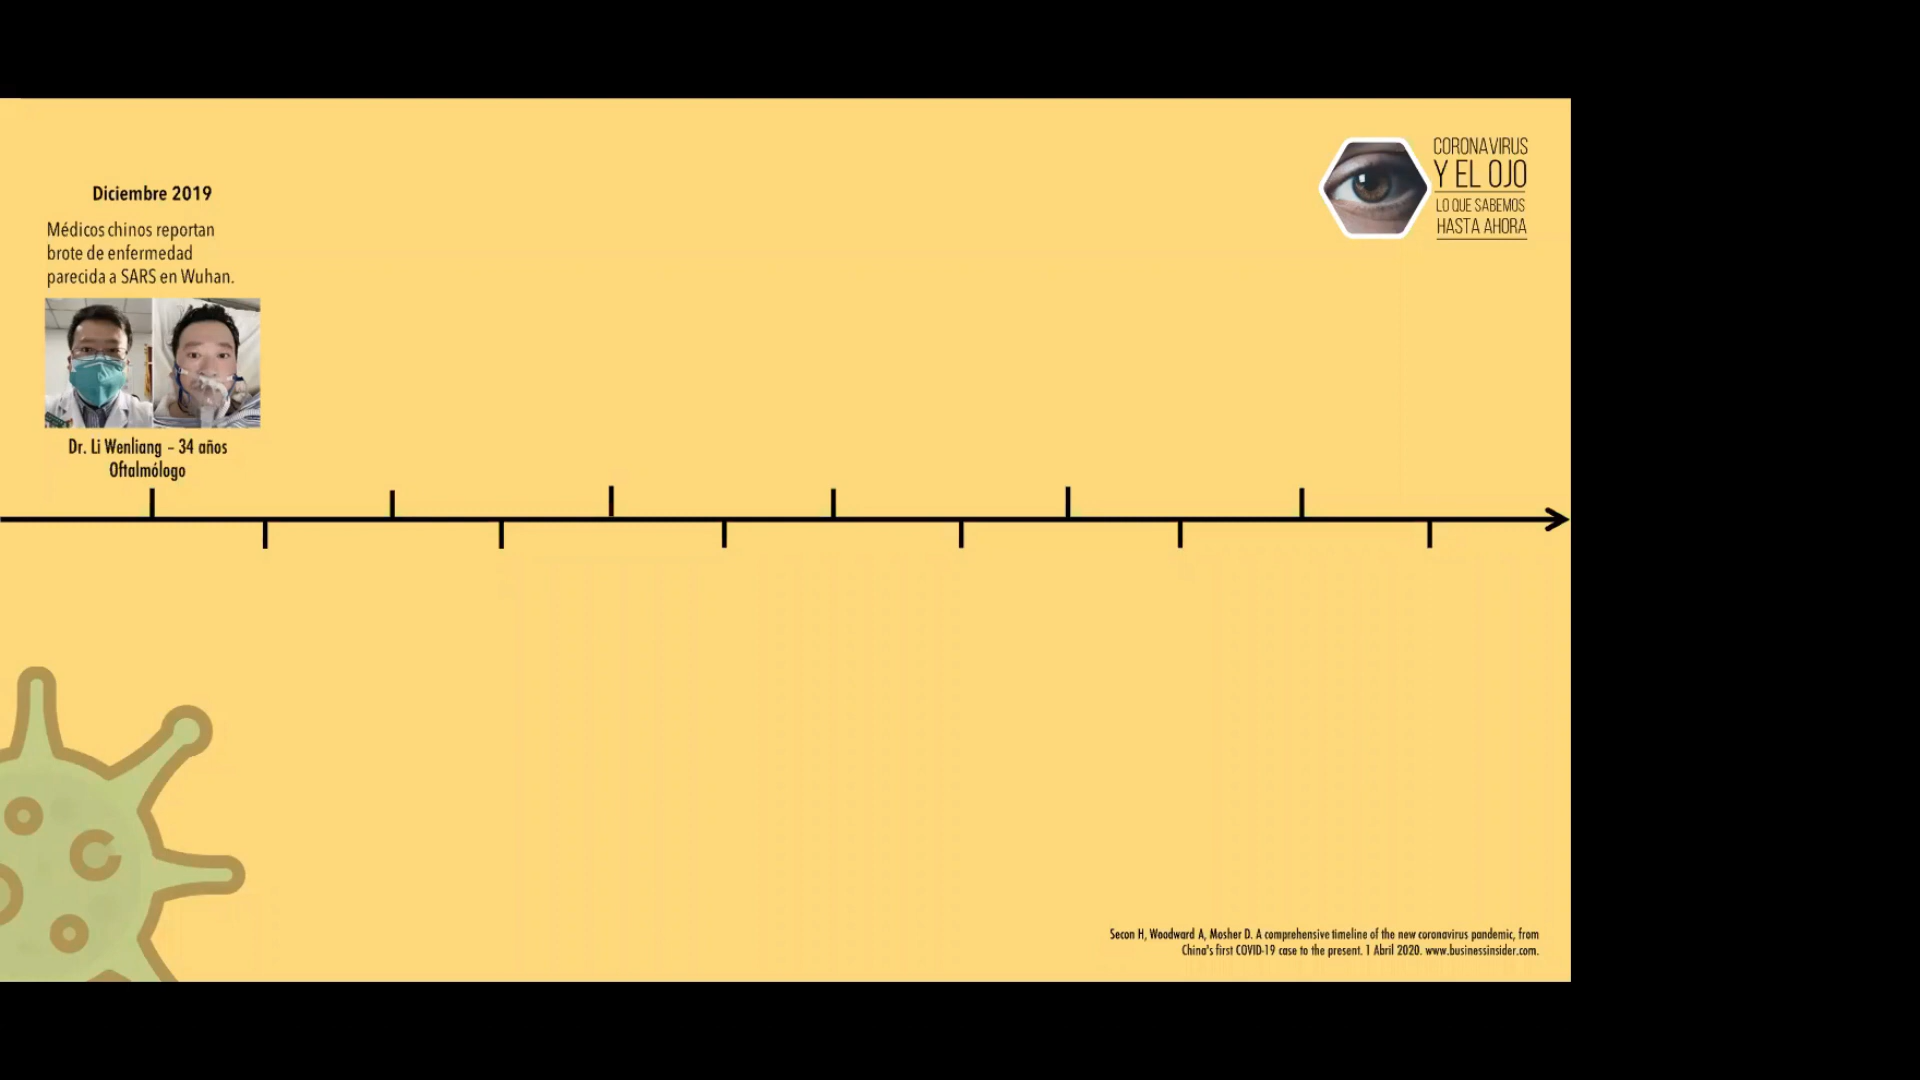 CORONAVIRUS
Y EL OJO
LO QUE SABEMOS
HASTA AHORA
Diciembre 2019
Médicos chinos reportan
brote de enfermedad
parecida a SARS en Wuhan.
Dr. Li Wenliang – 34 años
Oftalmólogo
Secon H, Woodward A, Mosher D. A comprehensive timeline of the new coronavirus pandemic, from
China's first COVID-19 case to the present. 1 Abril 2020. www.businessinsider.com.